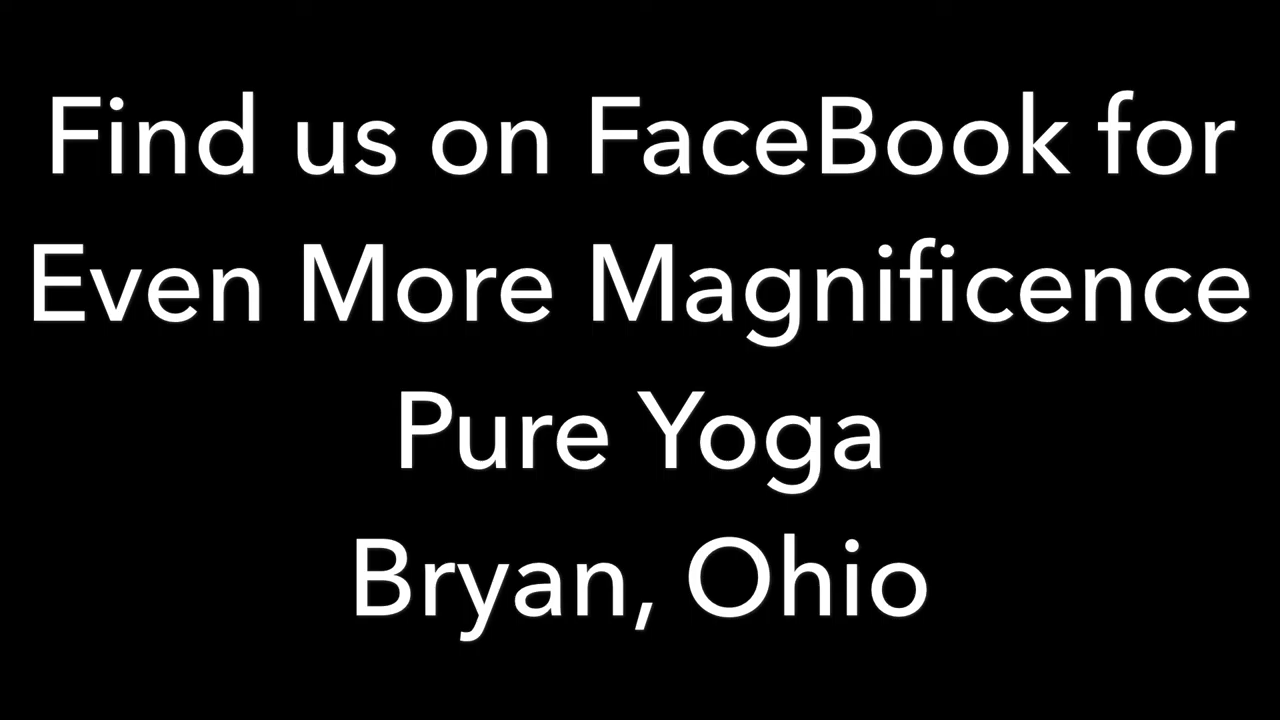 Find us on FaceBook for
Even More Magnificence
Pure Yoga
Bryan, Ohio